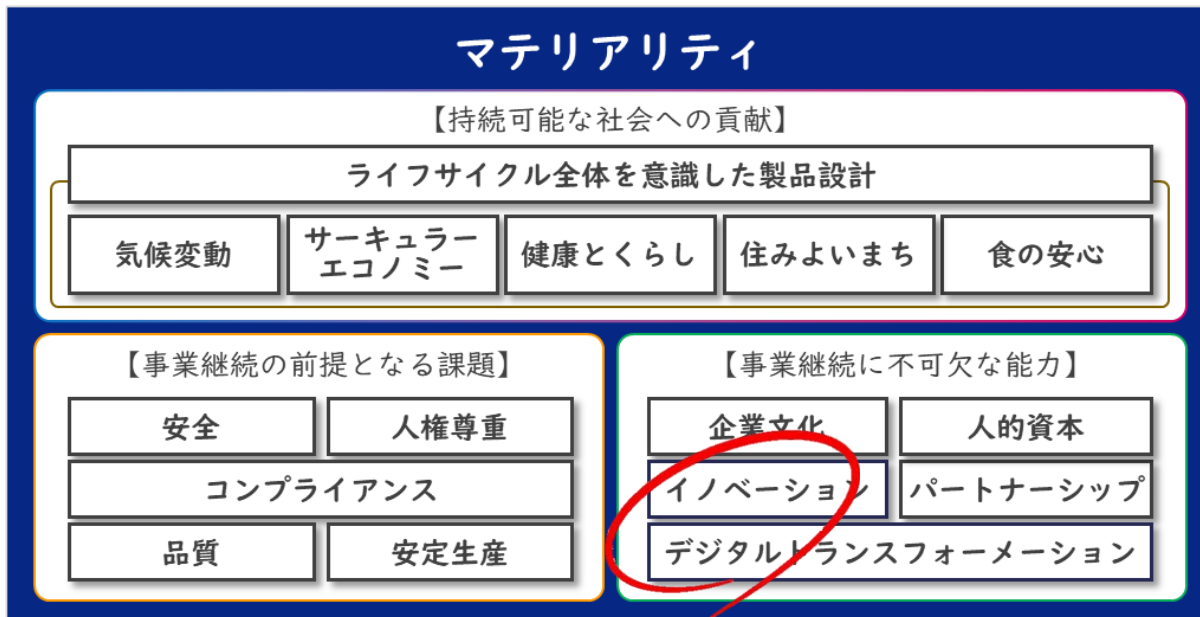 マテリアリティ
【持続可能な社会への貢献】
ライフサイクル全体を意識した製品設計
気候変動
サーキュラー
エコノミー
健康とくらし
住みよいまち
食の安心
【事業継続の前提となる課題】
安全
人権尊重
コンプライアンス
品質
安定生産
【事業継続に不可欠な能力】
企業文化
人的資本
イノベーション
パートナーシップ
デジタルトランスフォーメーション